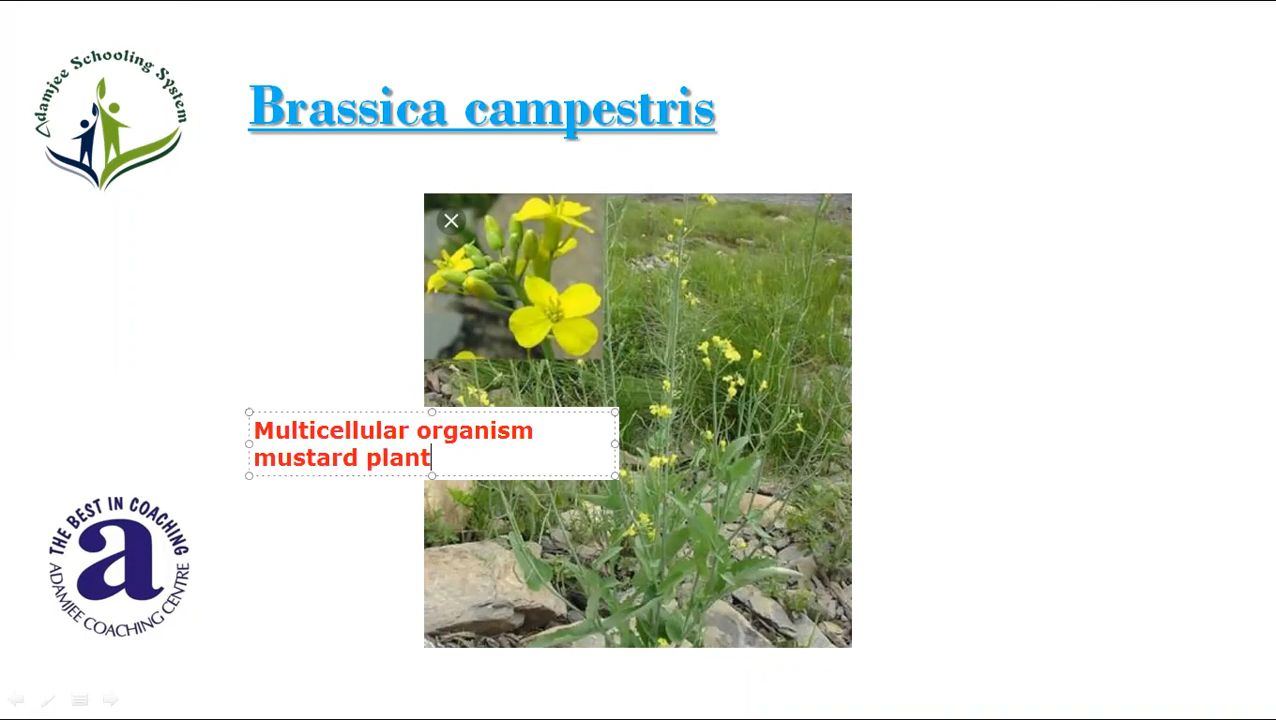 Adamjee Schooling System
Brassica campestris
Multicellular organism
mustard plant
THE BEST IN COACHING
a
ADAMJEE COACHING CENTRE